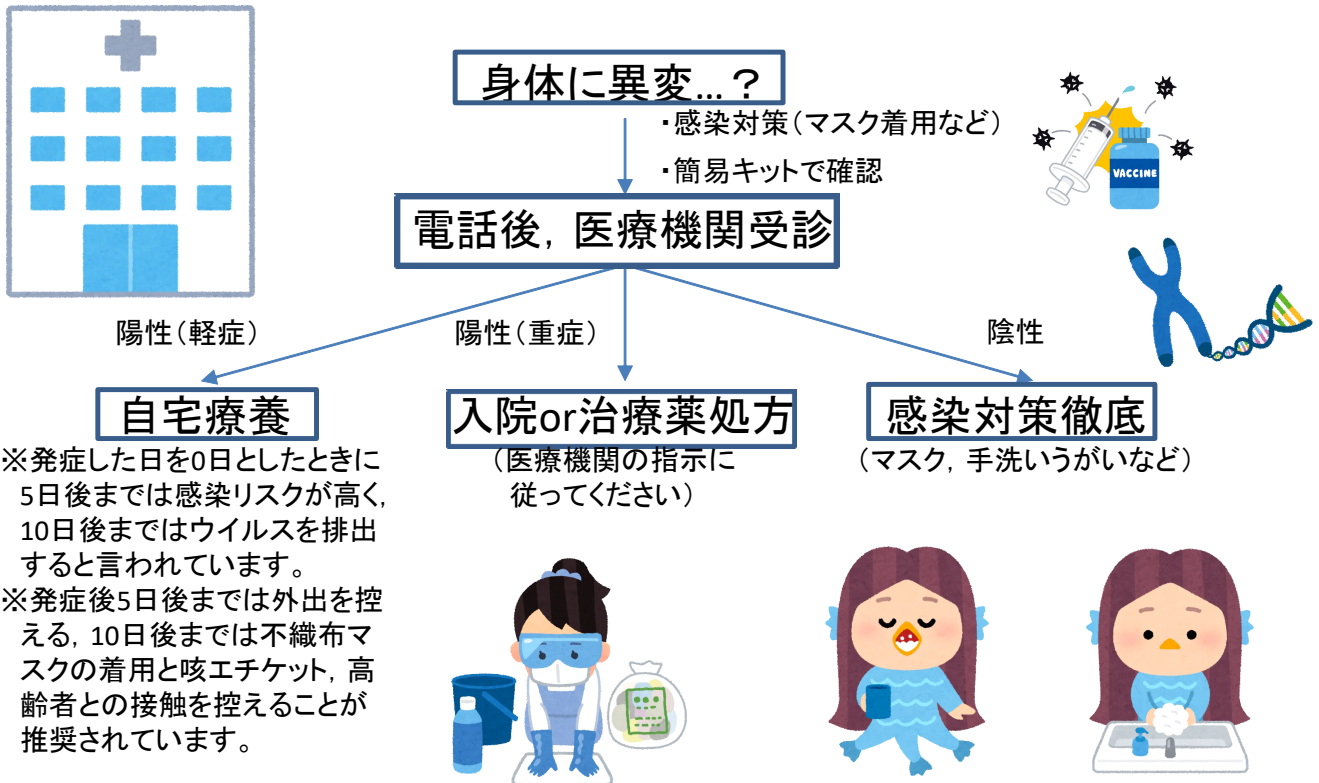 身体に異変…？
・感染対策（マスク着用など）
・簡易キットで確認
VACCINE
電話後，医療機関受診
陽性（軽症）
陽性（重症）
陰性
自宅療養
※発症した日を0日としたときに
5日後までは感染リスクが高く，
10日後まではウイルスを排出
すると言われています。
※発症後5日後までは外出を控
える，10日後までは不織布マ
スクの着用と咳エチケット，高
齢者との接触を控えることが
推奨されています。
入院or治療薬処方
（医療機関の指示に
従ってください）
感染対策徹底
（マスク，手洗いうがいなど）